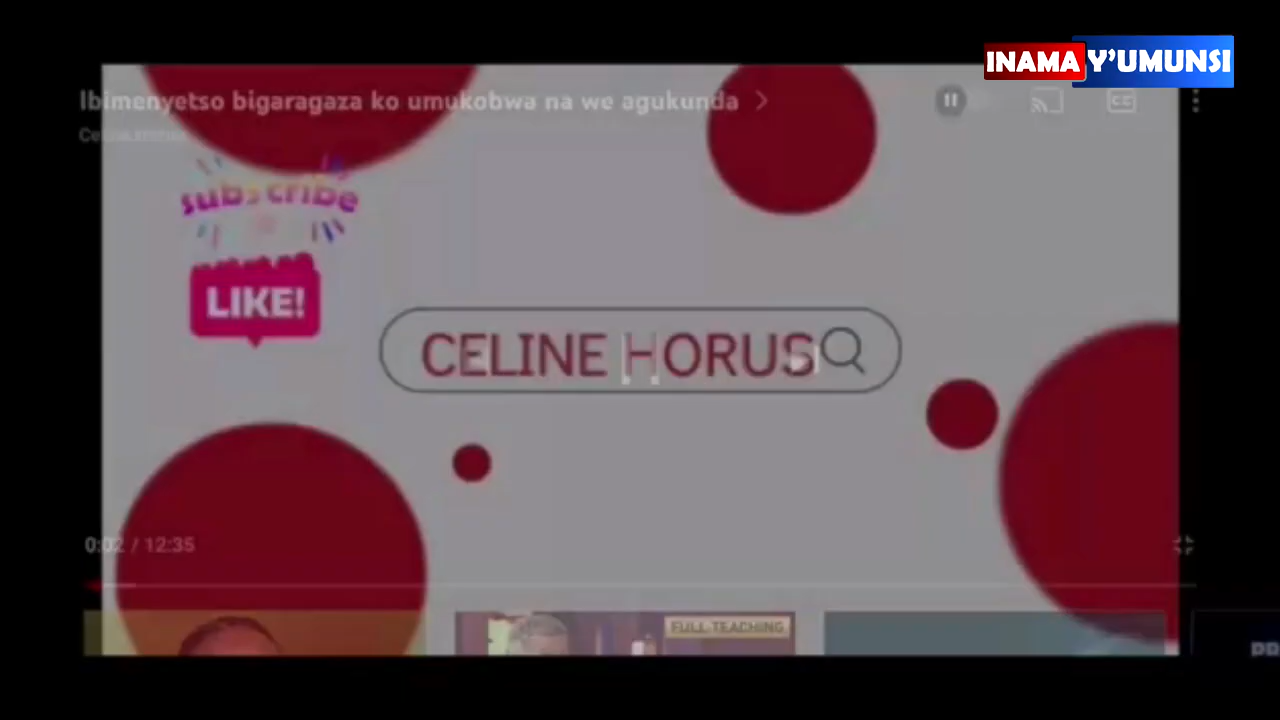 INAMA Y'UMUNSI
Ibimenyetso bigaragaza ko umukobwa na we agukunda
CC
subscribe
LIKE!
CELINE HORUS
0:02 / 12:35
FULL TEACHING